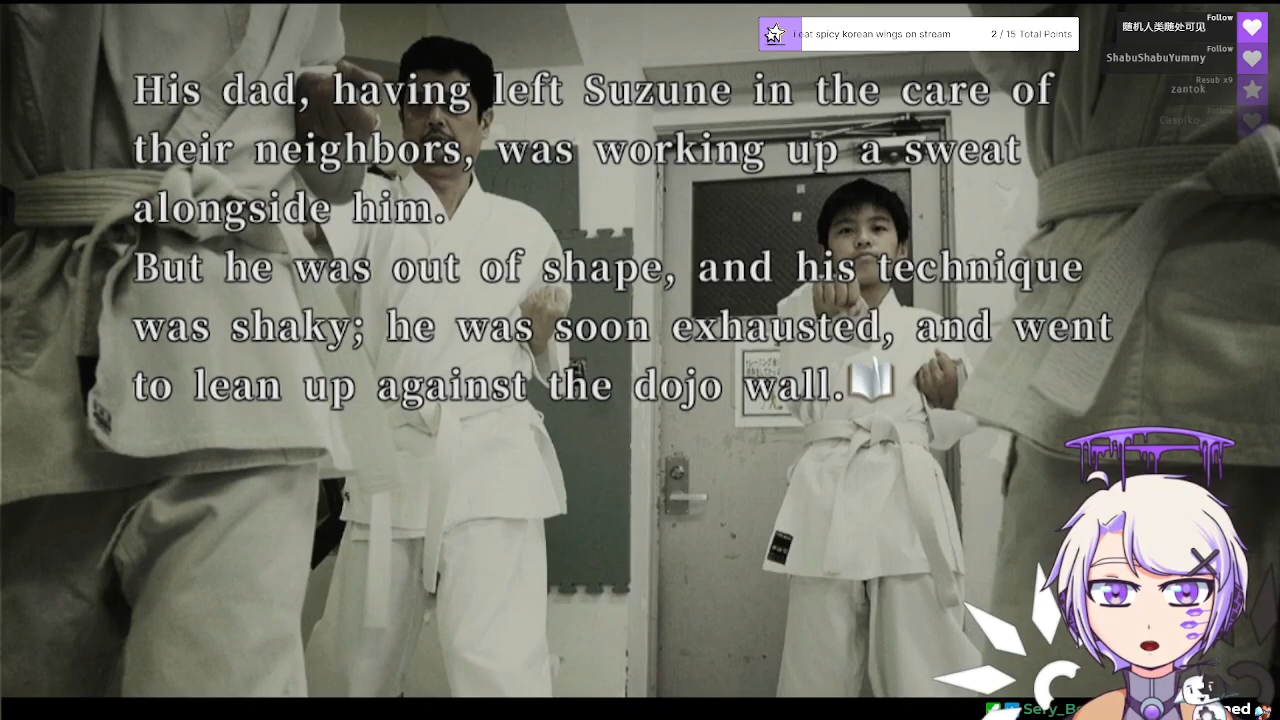 i eat spicy korean wings on stream
2 / 15 Total Points
Follow
随机人类随处可见
Follow
ShabuShabuYummy
Resub x9
zantok
Follow
Caspiko_
His dad, having left Suzune in the care of
their neighbors, was working up a sweat
alongside him.
But he was out of shape, and his technique
was shaky; he was soon exhausted, and went
to lean up against the dojo wall.